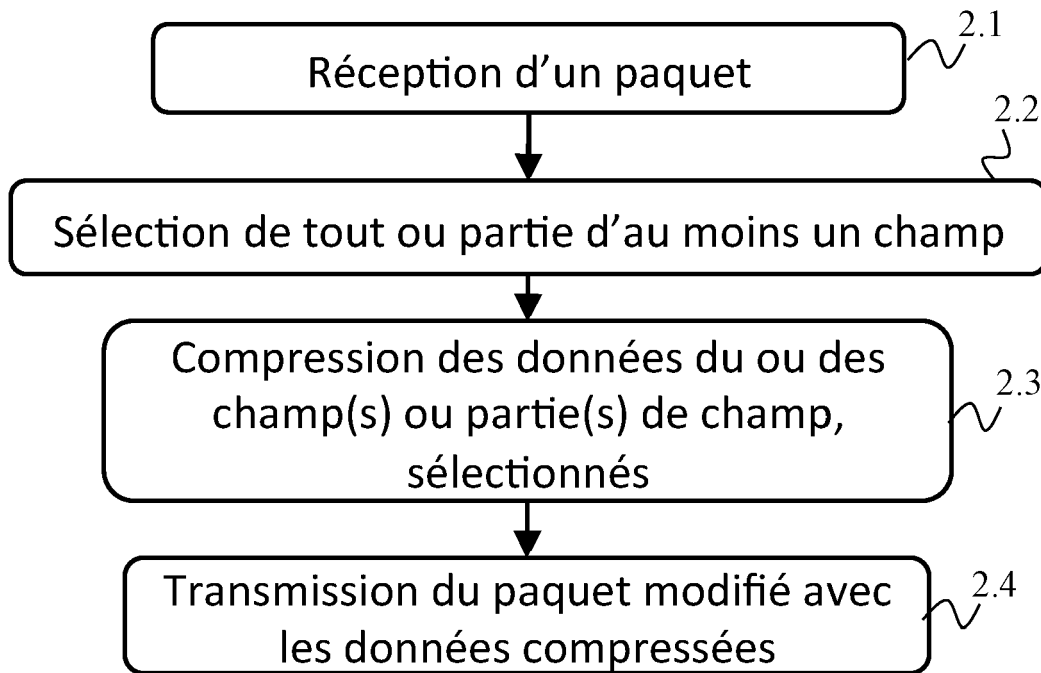 2.1
Réception d’un paquet
2.2
Sélection de tout ou partie d’au moins un champ
Compression des données du ou des
champ(s) ou partie(s) de champ,
sélectionnés
2.3
Transmission du paquet modifié avec
les données compressées
2.4